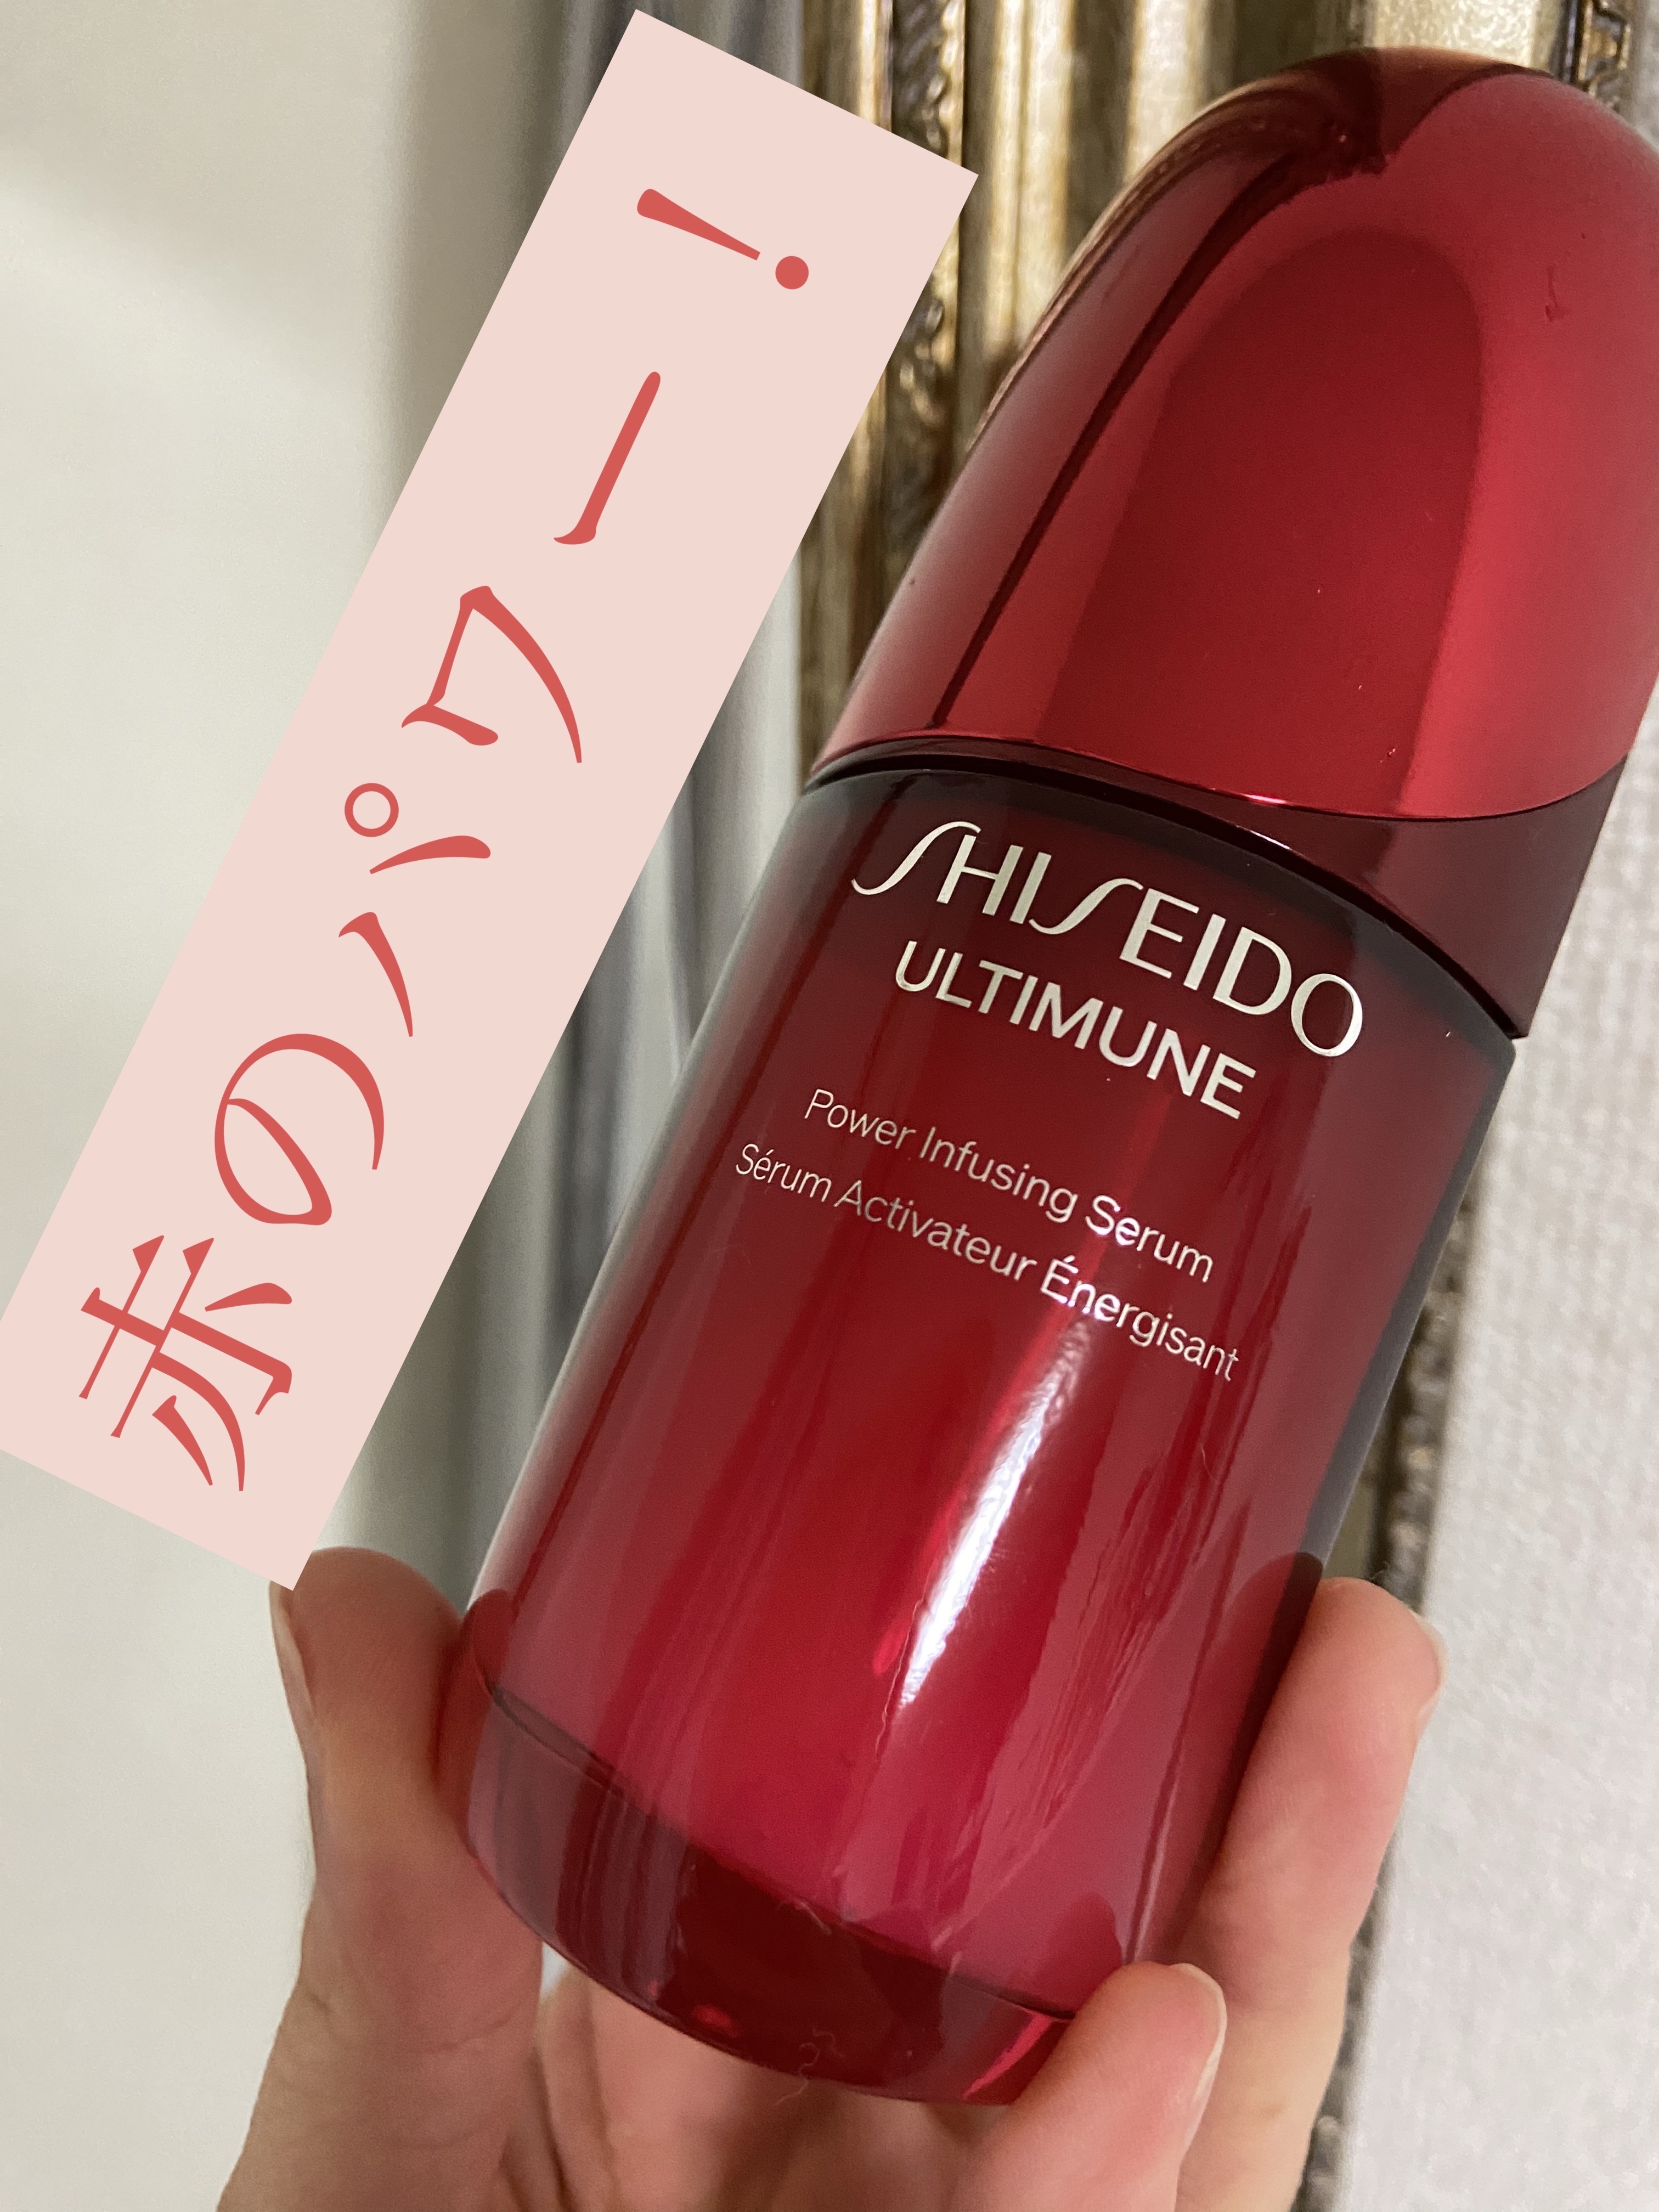 赤のパワー!
SHISEIDO
ULTIMUNE
Power Infusing Serum
Sérum Activateur Énergisant